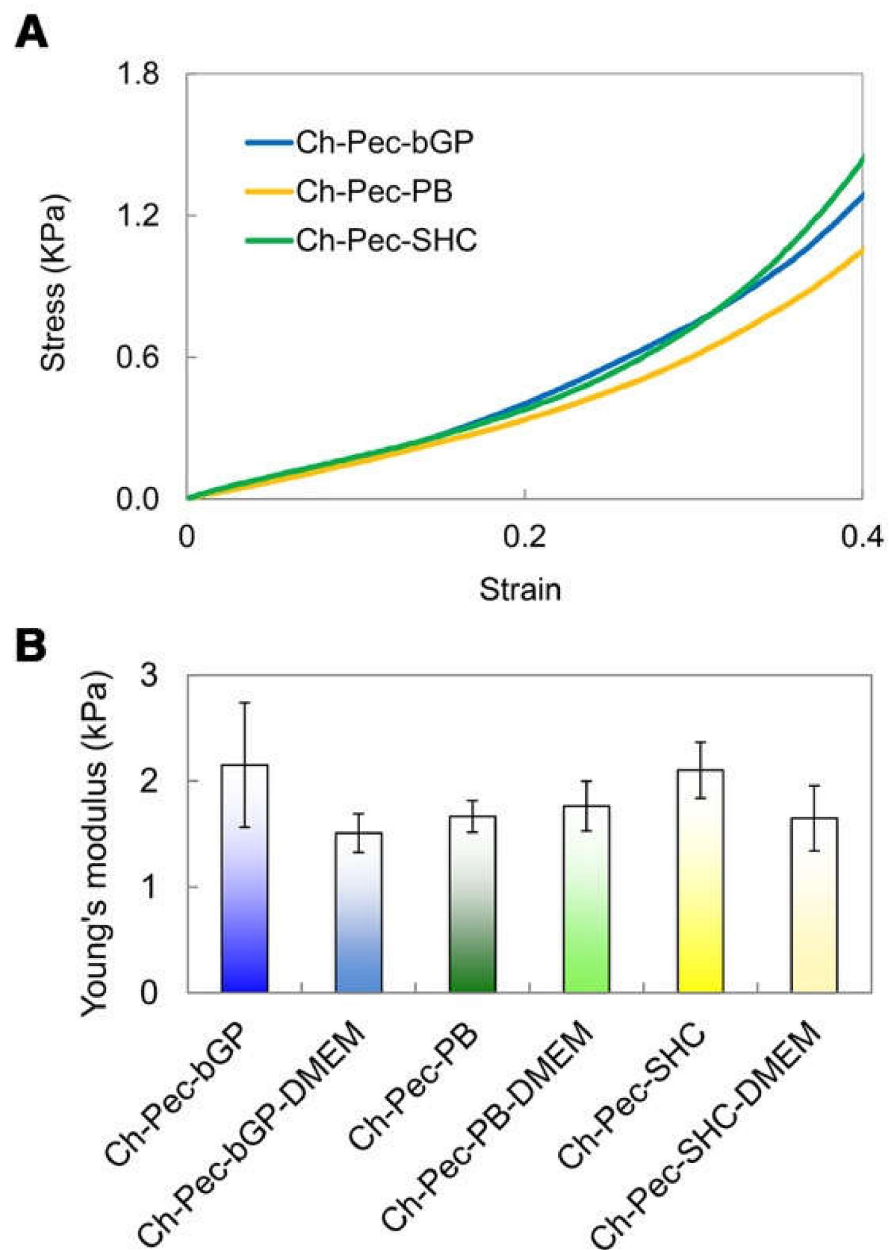 A
1.8
1.2
0.6
0.0
Stress (KPa)
Ch-Pec-bGP
Ch-Pec-PB
Ch-Pec-SHC
0
0.2
0.4
Strain
B
3
2
1
0
Young's modulus (kPa)
Ch-Pec-bGP
Ch-Pec-bGP-DMEM
Ch-Pec-PB
Ch-Pec-PB-DMEM
Ch-Pec-SHC
Ch-Pec-SHC-DMEM